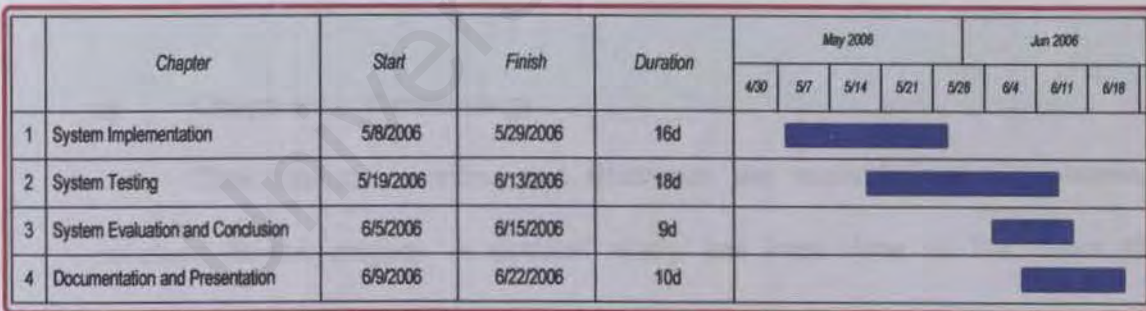 Chapter Start Finish Duration May 2006 Jun 2006
4/30 5/7 5/14 5/21 5/28 6/4 6/11 6/18
1 System Implementation 5/8/2006 5/29/2006 16d
2 System Testing 5/19/2006 6/13/2006 18d
3 System Evaluation and Conclusion 6/5/2006 6/15/2006 9d
4 Documentation and Presentation 6/9/2006 6/22/2006 10d
Univers